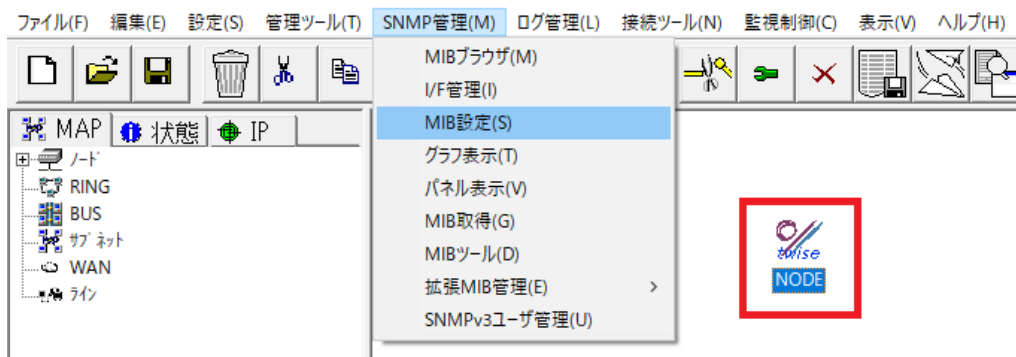 ファイル(F) 編集(E) 設定(S) 管理ツール(T) SNMP管理(M) ログ管理(L) 接続ツール(N) 監視制御(C) 表示(V) ヘルプ(H)
MIBブラウザ(M)
I/F管理(I)
MIB設定(S)
グラフ表示(T)
パネル表示(V)
MIB取得(G)
MIBツール(D)
拡張MIB管理(E)
SNMPv3ユーザ管理(U)
MAP 状態 IP
ノード
RING
BUS
サブネット
WAN
ライン
twise
NODE